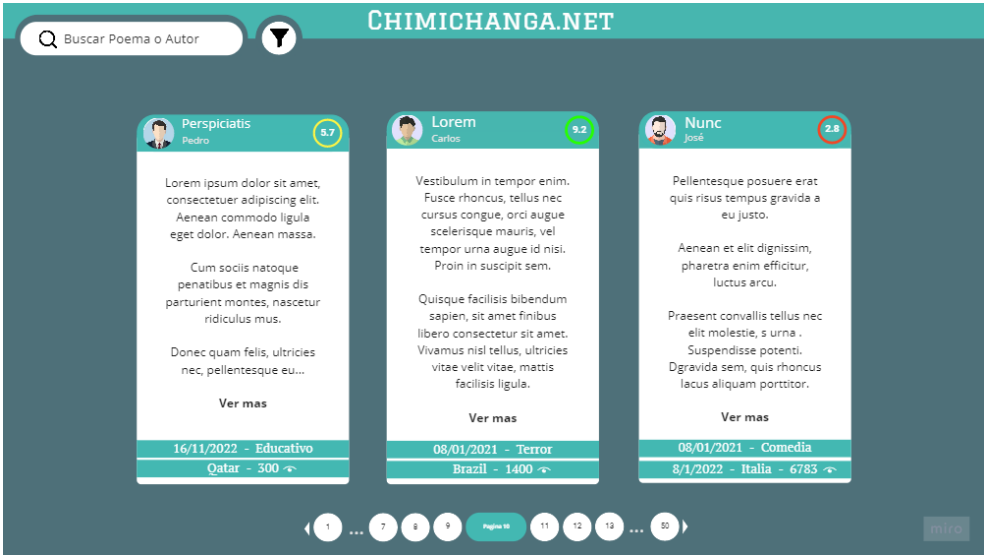 CHIMICHANGA.NET
Buscar Poema o Autor
Perspiciatis
Pedro
5.7
Lorem ipsum dolor sit amet,
consectetuer adipiscing elit.
Aenean commodo ligula
eget dolor. Aenean massa.
Cum sociis natoque
penatibus et magnis dis
parturient montes, nascetur
ridiculus mus.
Donec quam felis, ultricies
nec, pellentesque eu...
Ver mas
16/11/2022 - Educativo
Qatar - 300
Lorem
Carlos
9.2
Vestibulum in tempor enim.
Fusce rhoncus, tellus nec
cursus congue, orci augue
scelerisque mauris, vel
tempor urna augue id nisi.
Proin in suscipit sem.
Quisque facilisis bibendum
sapien, sit amet finibus
libero consectetur sit amet.
Vivamus nisl tellus, ultricies
vitae velit vitae, mattis
facilisis ligula.
Ver mas
08/01/2021 - Terror
Brazil - 1400
Nunc
José
2.8
Pellentesque posuere erat
quis risus tempus gravida a
eu justo.
Aenean et elit dignissim,
pharetra enim efficitur,
luctus arcu.
Praesent convallis tellus nec
elit molestie, s urna .
Suspendisse potenti.
Dgravida sem, quis rhoncus
lacus aliquam porttitor.
Ver mas
08/01/2021 - Comedia
8/1/2022 - Italia - 6783
1 ... 7 8 9 Pagina 10 11 12 13 ... 50
miro